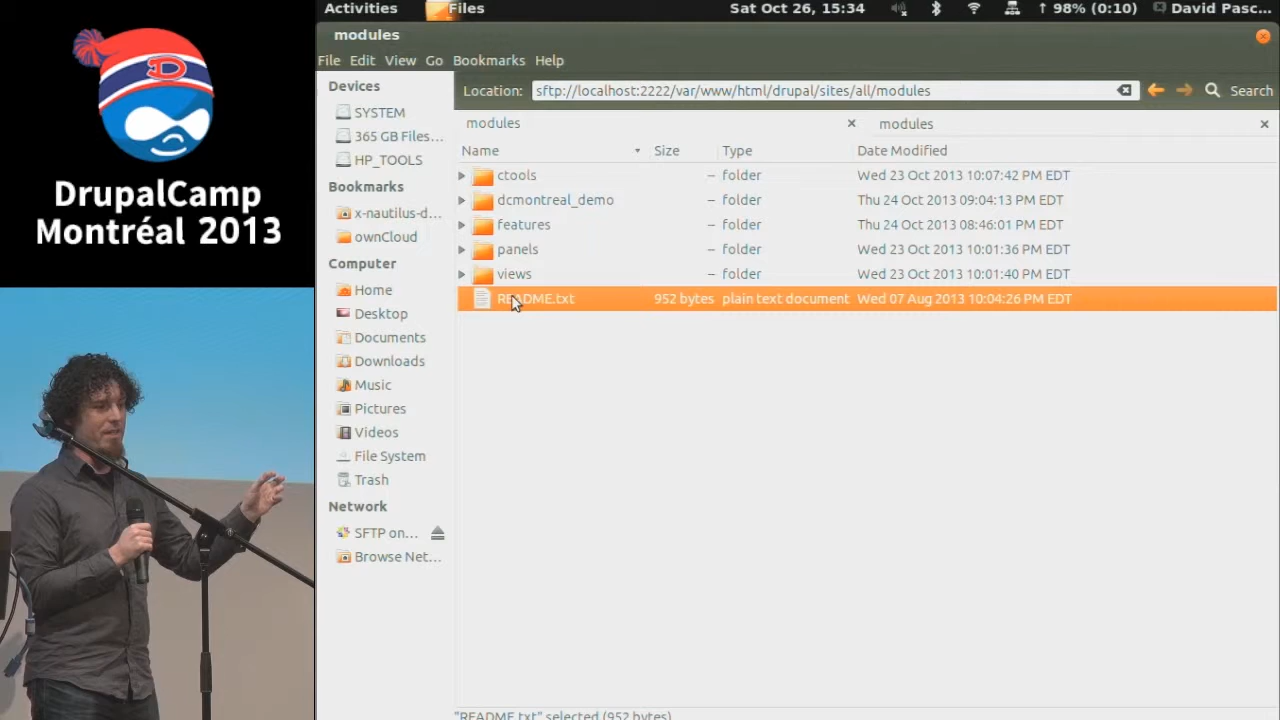 DrupalCamp
Montréal 2013
Activities Files Sat Oct 26, 15:34 98% (0:10) David Pasc...
modules
File Edit View Go Bookmarks Help
Devices
SYSTEM
365 GB Files...
HP_TOOLS
Bookmarks
x-nautilus-d...
ownCloud
Computer
Home
Desktop
Documents
Downloads
Music
Pictures
Videos
File System
Trash
Network
SFTP on...
Browse Net...
Location: sftp://localhost:2222/var/www/html/drupal/sites/all/modules Search
modules modules
Name Size Type Date Modified
ctools -- folder Wed 23 Oct 2013 10:07:42 PM EDT
dcmontreal_demo -- folder Thu 24 Oct 2013 09:04:13 PM EDT
features -- folder Thu 24 Oct 2013 08:46:01 PM EDT
panels -- folder Wed 23 Oct 2013 10:01:36 PM EDT
views -- folder Wed 23 Oct 2013 10:01:40 PM EDT
README.txt 952 bytes plain text document Wed 07 Aug 2013 10:04:26 PM EDT
"README.txt" selected (952 bytes)